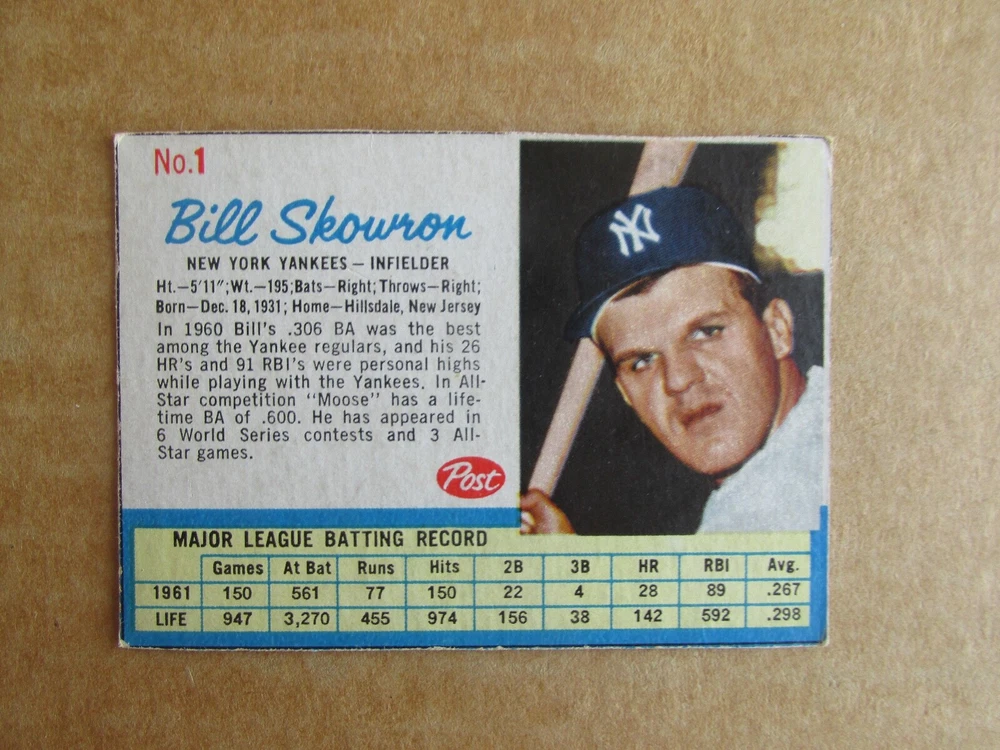 No.1
Bill Skowron
NEW YORK YANKEES — INFIELDER
Ht.—5'11"; Wt.—195; Bats—Right; Throws—Right;
Born—Dec. 18, 1931; Home—Hillsdale, New Jersey
In 1960 Bill's .306 BA was the best
among the Yankee regulars, and his 26
HR's and 91 RBI's were personal highs
while playing with the Yankees. In All-
Star competition "Moose" has a life-
time BA of .600. He has appeared in
6 World Series contests and 3 All-
Star games.
Post
NY
MAJOR LEAGUE BATTING RECORD
Games At Bat Runs Hits 2B 3B HR RBI Avg.
1961 150 561 77 150 22 4 28 89 .267
LIFE 947 3,270 455 974 156 38 142 592 .298